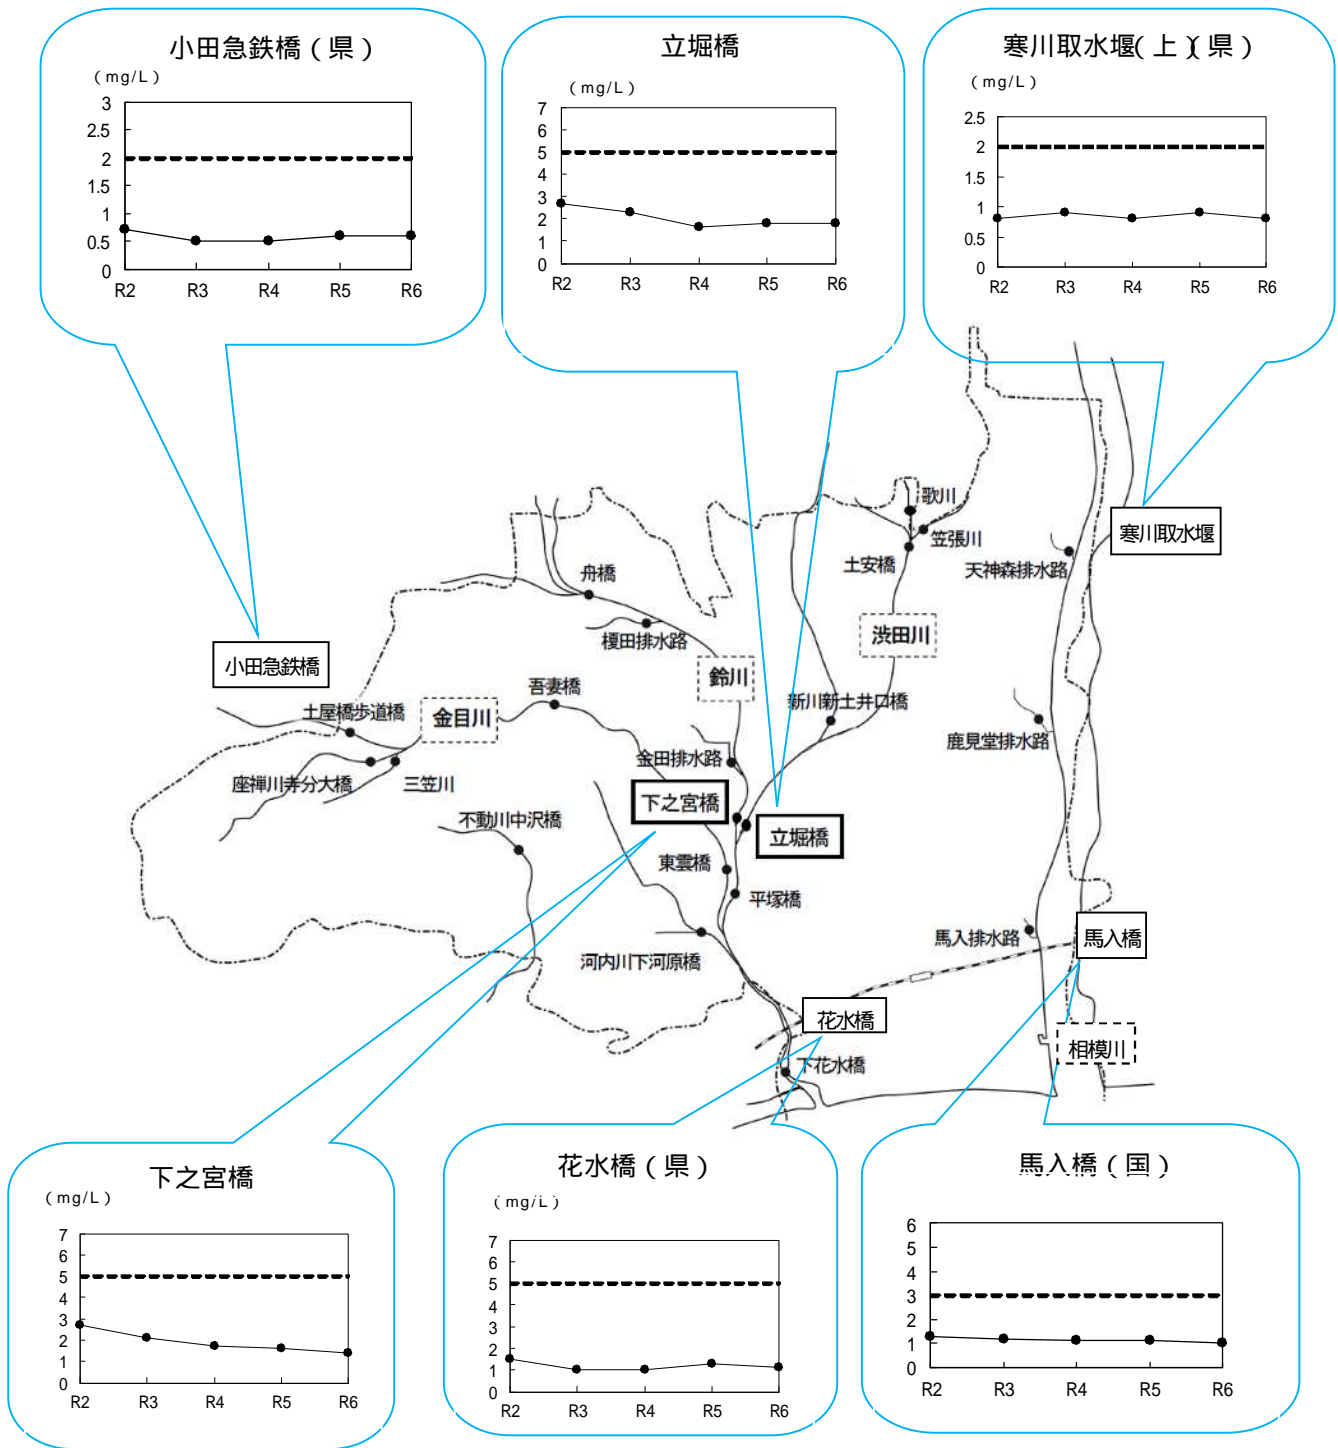 小田急鉄橋（県）
（mg/L）
3
2.5
2
1.5
1
0.5
0
R2 R3 R4 R5 R6
立堀橋
（mg/L）
7
6
5
4
3
2
1
0
R2 R3 R4 R5 R6
寒川取水堰（上）（県）
（mg/L）
2.5
2
1.5
1
0.5
0
R2 R3 R4 R5 R6
歌川
笠張川
寒川取水堰
土安橋
天神森排水路
舟橋
榎田排水路
渋田川
小田急鉄橋
鈴川
吾妻橋
新川新土井口橋
土屋橋歩道橋
金目川
鹿見堂排水路
金田排水路
座禅川寺分大橋
三笠川
下之宮橋
不動川中沢橋
立堀橋
東雲橋
平塚橋
馬入排水路
馬入橋
河内川下河原橋
花水橋
相模川
下花水橋
下之宮橋
（mg/L）
7
6
5
4
3
2
1
0
R2 R3 R4 R5 R6
花水橋（県）
（mg/L）
7
6
5
4
3
2
1
0
R2 R3 R4 R5 R6
馬入橋（国）
6
5
4
3
2
1
0
R2 R3 R4 R5 R6